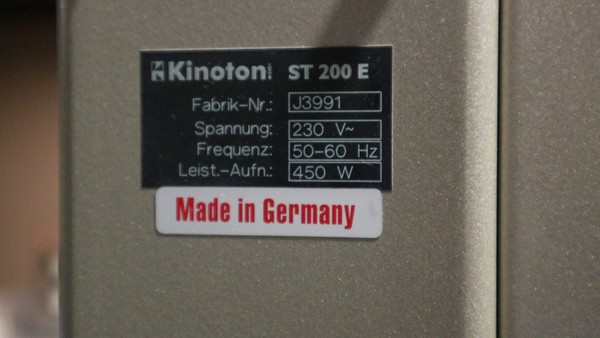 Kinoton ST 200 E
Fabrik-Nr.: J3991
Spannung: 230 V~
Frequenz: 50-60 Hz
Leist.-Aufn.: 450 W
Made in Germany